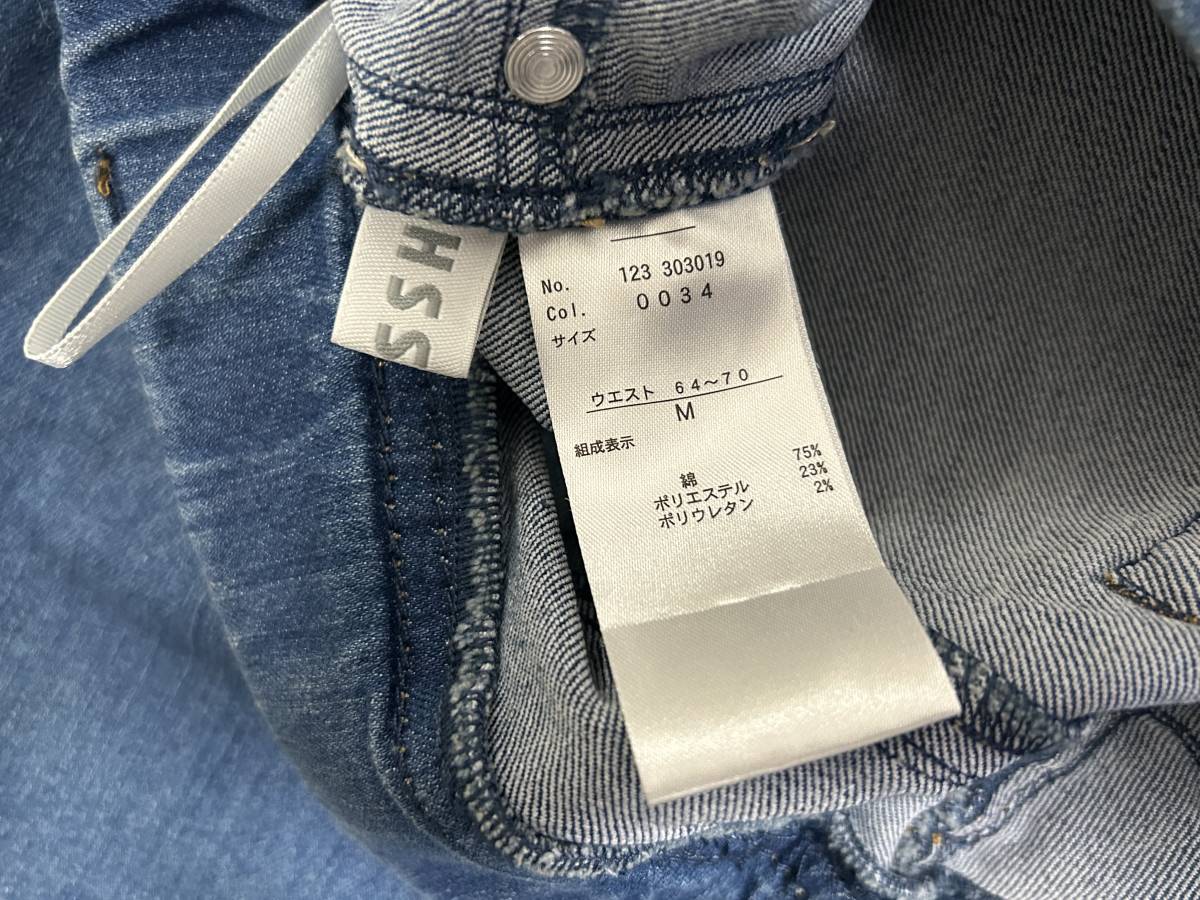 SSH
No. 123 303019
Col. 0034
サイズ
ウエスト 64～70
M
組成表示
綿 75%
ポリエステル 23%
ポリウレタン 2%